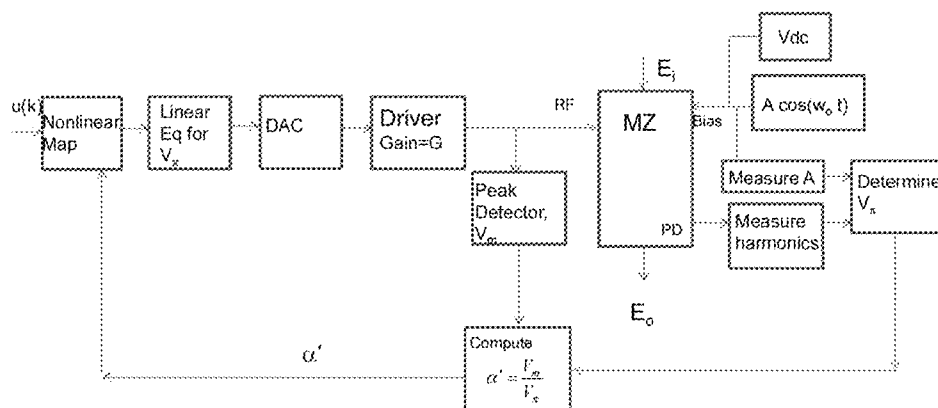 u(k)
Nonlinear
Map
Linear
Eq for
Vπ
DAC
Driver
Gain=G
RF
Ei
MZ
Bias
PD
Eo
Vdc
A cos(wo t)
Measure A
Measure
harmonics
Determine
Vπ
Peak
Detector,
Vm
Compute
α' = Vm/Vπ
α'